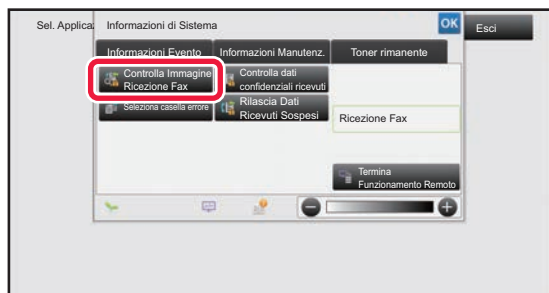 Sel. Applica
Informazioni di Sistema
OK
Esci
Informazioni Evento
Informazioni Manutenz.
Toner rimanente
Controlla Immagine
Ricezione Fax
Controlla dati
confidenziali ricevuti
Seleziona casella errore
Rilascia Dati
Ricevuti Sospesi
Ricezione Fax
Termina
Funzionamento Remoto